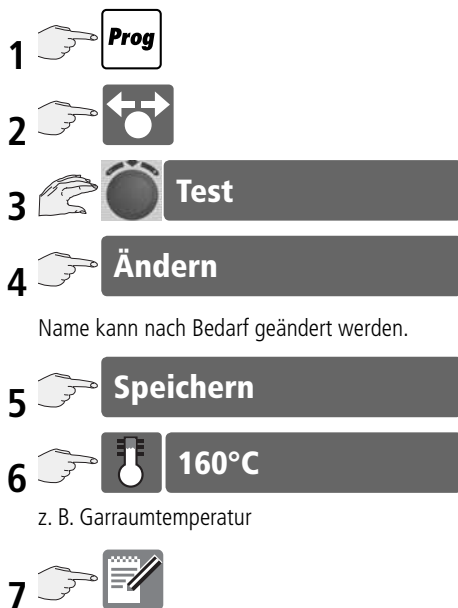 1 Prog
2
3 Test
4 Ändern
Name kann nach Bedarf geändert werden.
5 Speichern
6 160°C
z. B. Garraumtemperatur
7